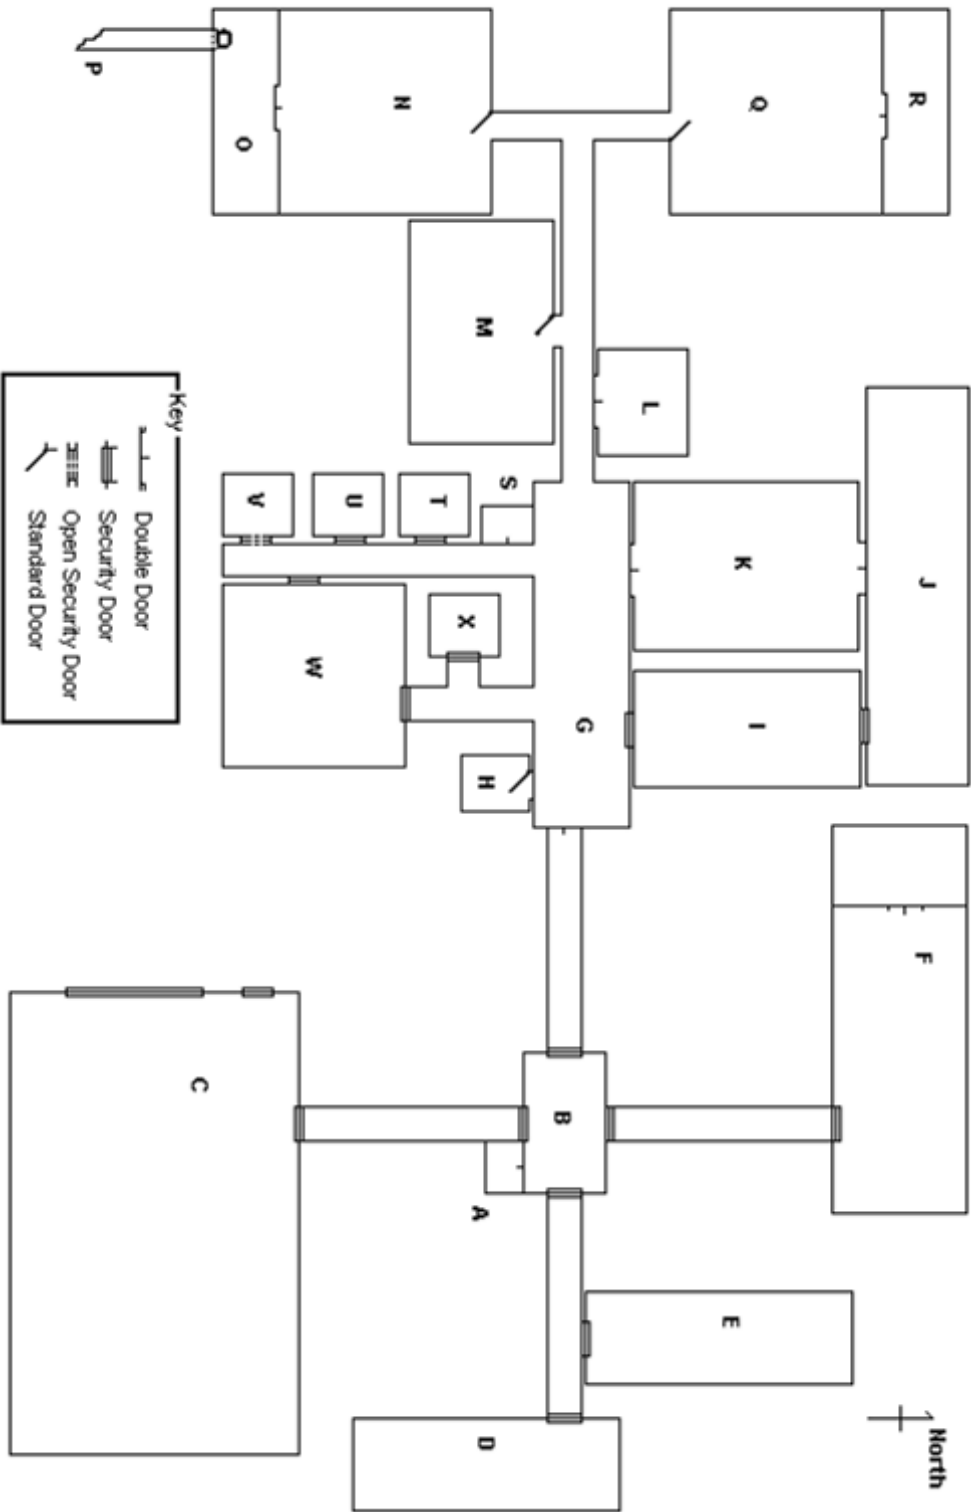 North
R
J
F
Q
K
I
E
L
G
B
S
M
H
A
D
X
T
N
U
W
V
O
C
Key
Double Door
Security Door
Open Security Door
Standard Door
P